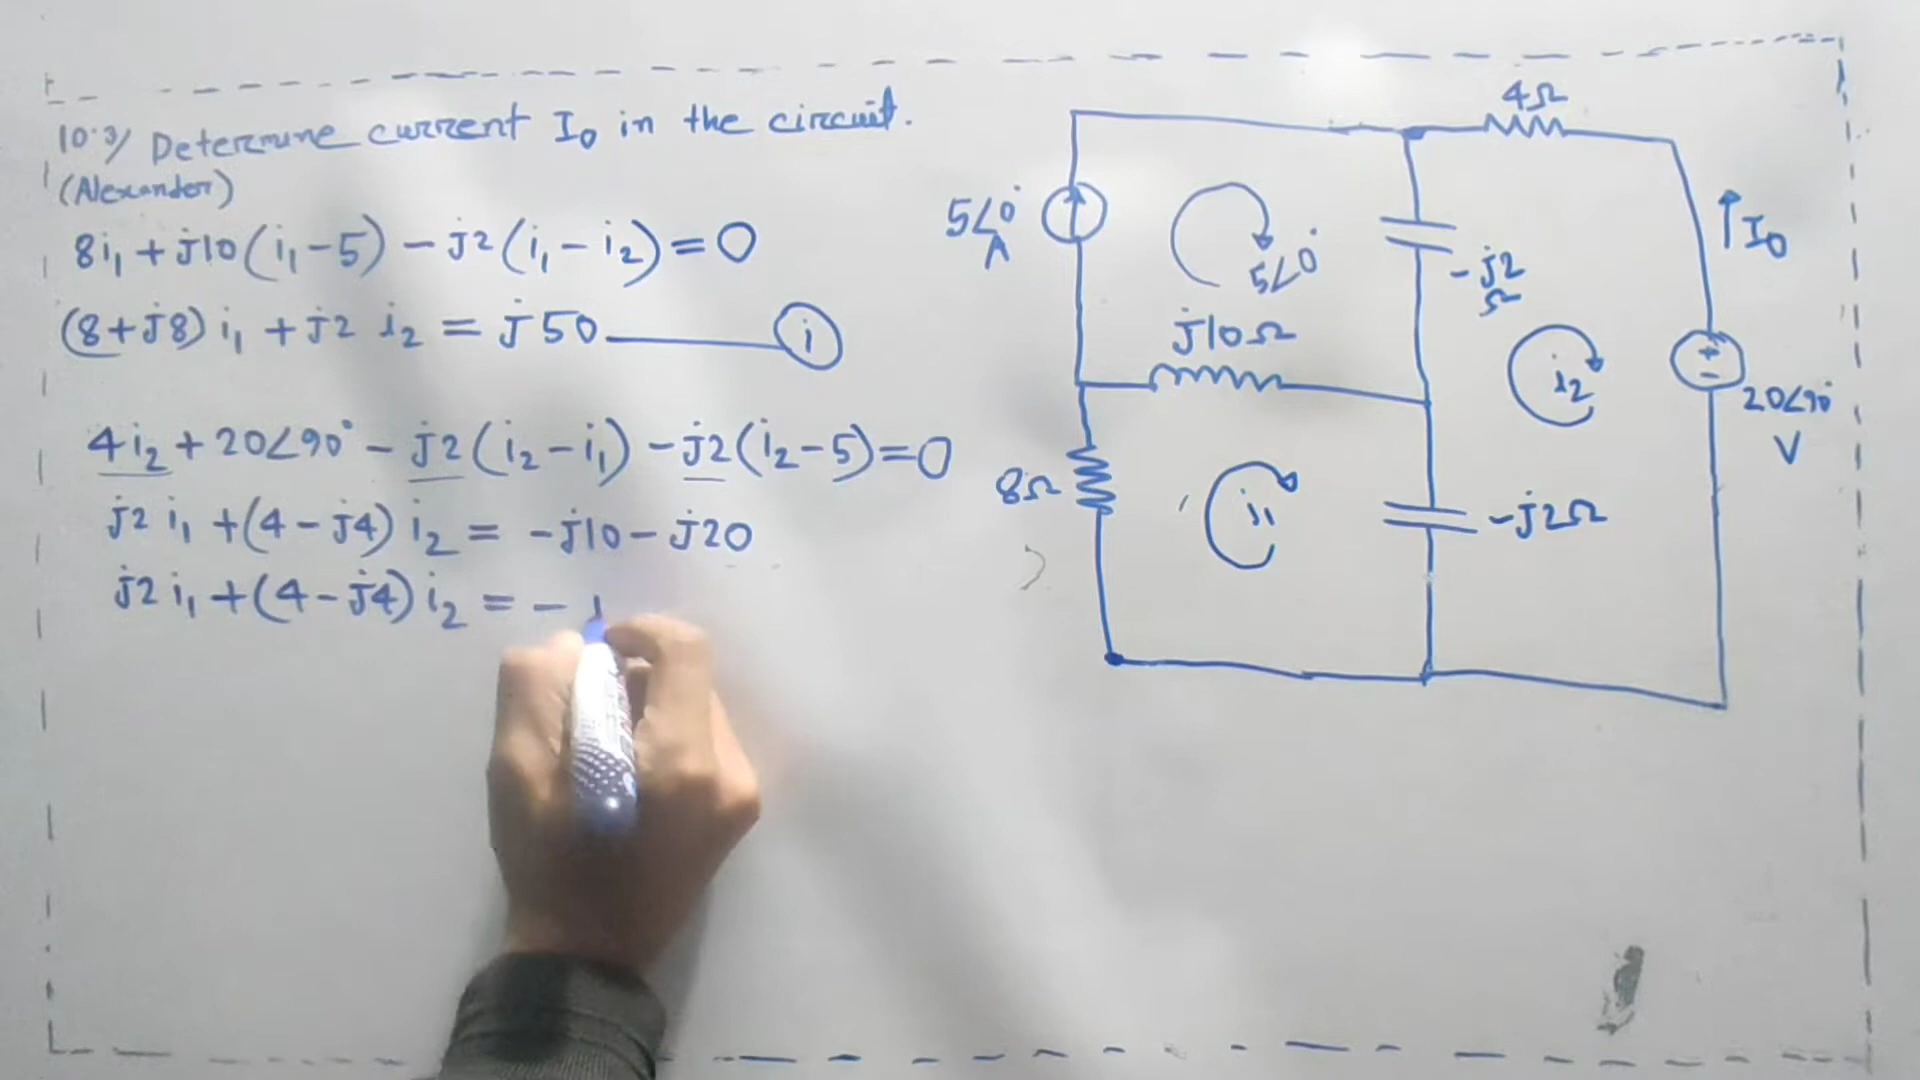 10.3/ Determine current I₀ in the circuit.
(Alexander)
8i₁ + j10(i₁-5) - j2(i₁-i₂) = 0
(8+j8) i₁ + j2 i₂ = j50 i
4i₂ + 20∠90° - j2(i₂-i₁) - j2(i₂-5) = 0
j2 i₁ + (4-j4) i₂ = -j10 - j20
j2 i₁ + (4-j4) i₂ = -
4Ω
5∠0°
A
5∠0°
-j2
Ω
I₀
j10Ω
i₂
20∠90°
V
8Ω
i₁
-j2Ω